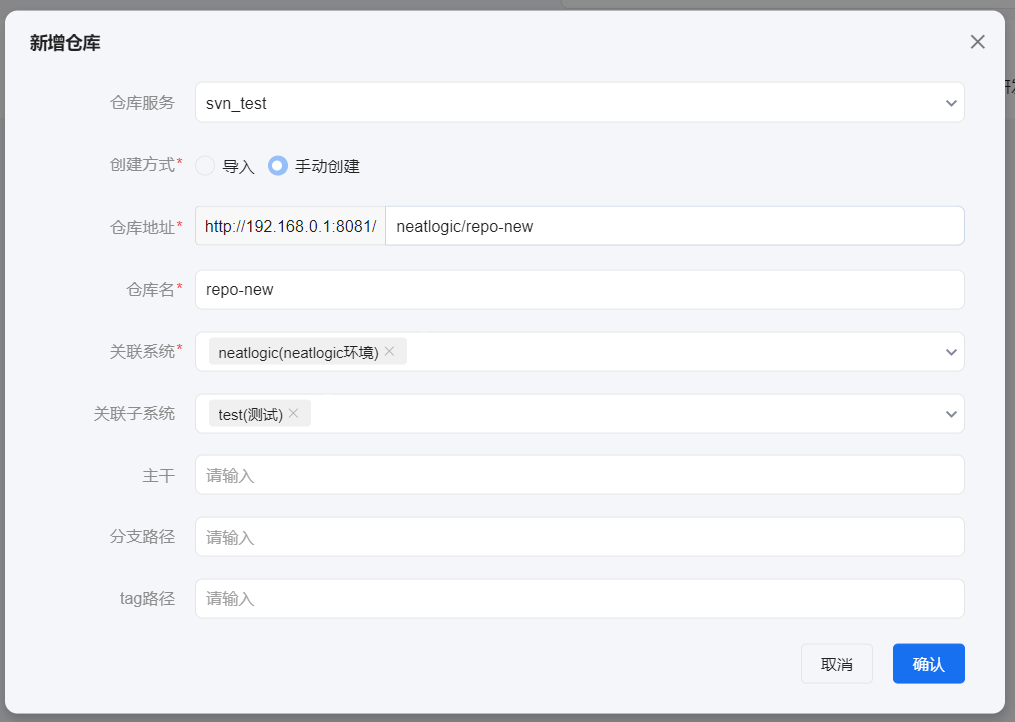 新增仓库
仓库服务 svn_test
创建方式* 导入 手动创建
仓库地址* http://192.168.0.1:8081/ neatlogic/repo-new
仓库名* repo-new
关联系统* neatlogic(neatlogic环境)
关联子系统 test(测试)
主干 请输入
分支路径 请输入
tag路径 请输入
取消 确认